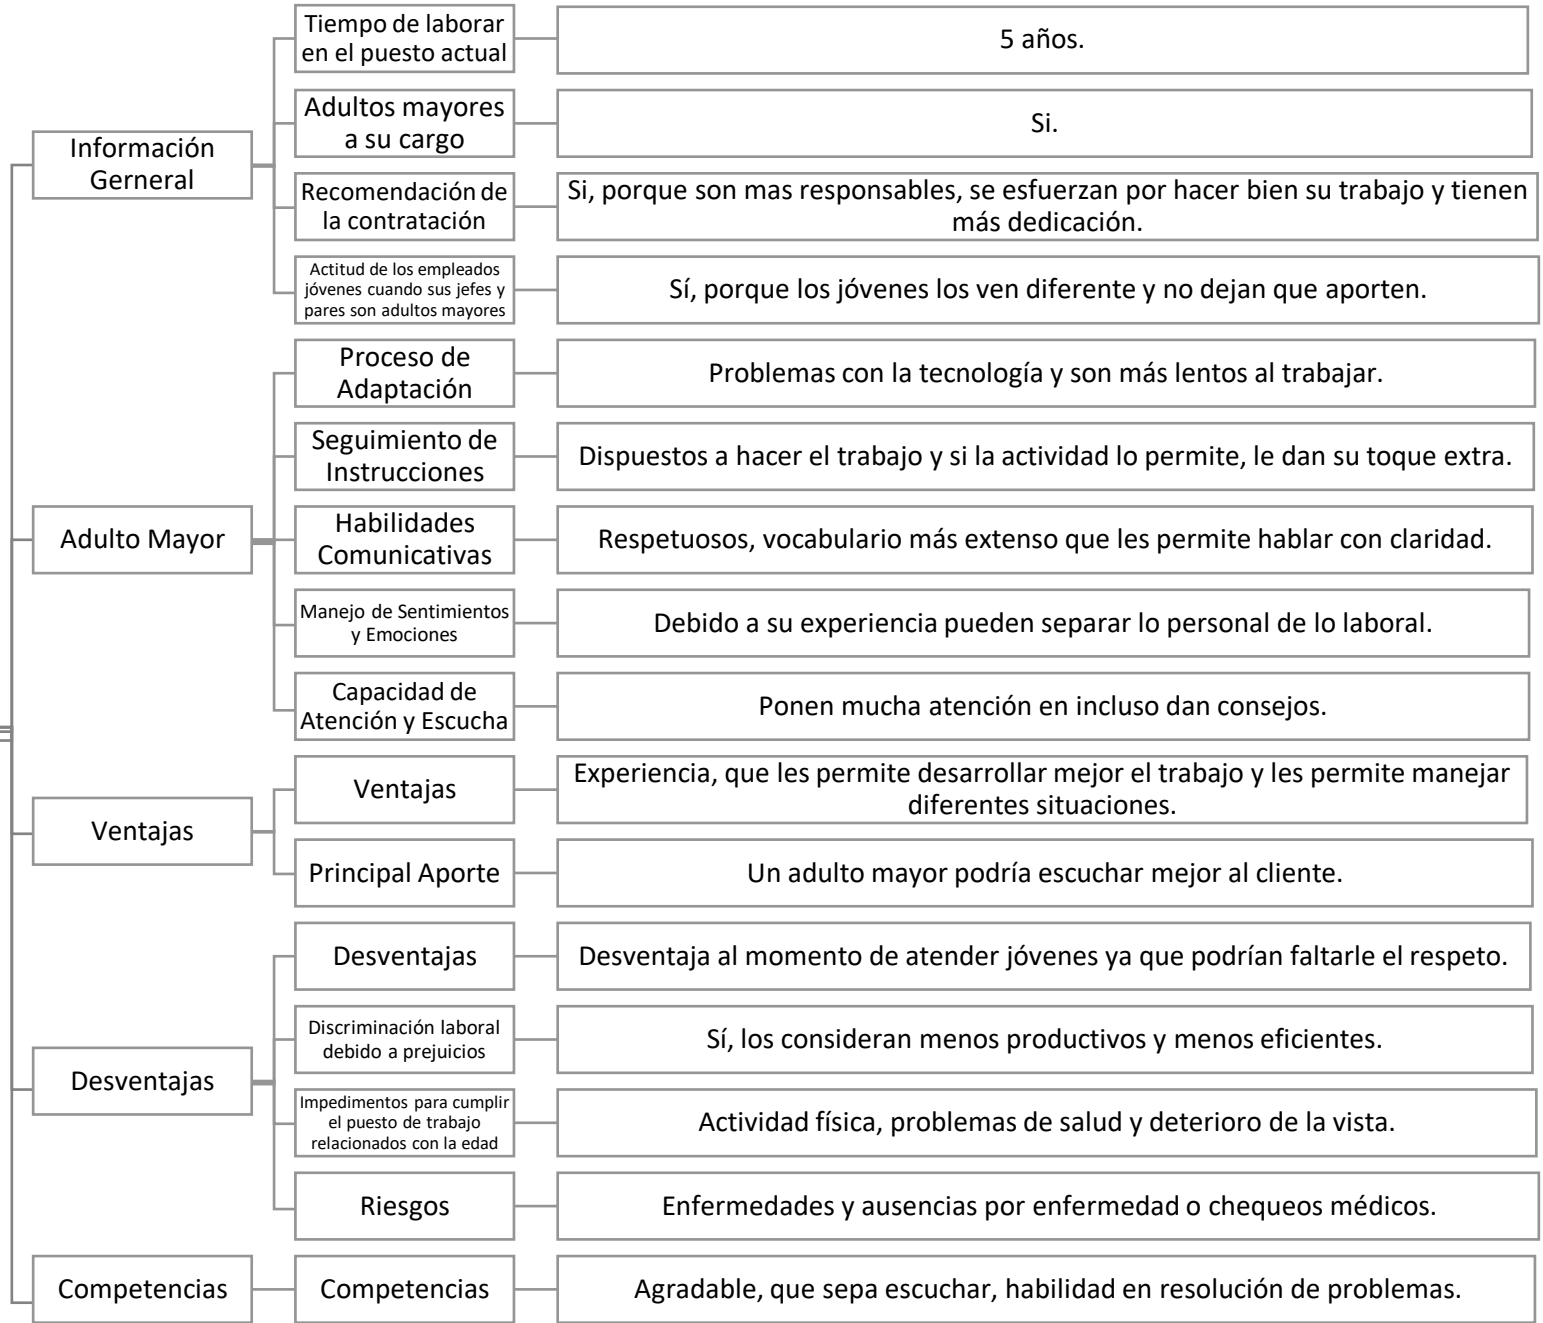 Información
Gerneral
Tiempo de laborar
en el puesto actual
5 años.
Adultos mayores
a su cargo
Si.
Recomendación de
la contratación
Si, porque son mas responsables, se esfuerzan por hacer bien su trabajo y tienen
más dedicación.
Actitud de los empleados
jóvenes cuando sus jefes y
pares son adultos mayores
Sí, porque los jóvenes los ven diferente y no dejan que aporten.
Adulto Mayor
Proceso de
Adaptación
Problemas con la tecnología y son más lentos al trabajar.
Seguimiento de
Instrucciones
Dispuestos a hacer el trabajo y si la actividad lo permite, le dan su toque extra.
Habilidades
Comunicativas
Respetuosos, vocabulario más extenso que les permite hablar con claridad.
Manejo de Sentimientos
y Emociones
Debido a su experiencia pueden separar lo personal de lo laboral.
Capacidad de
Atención y Escucha
Ponen mucha atención en incluso dan consejos.
Ventajas
Ventajas
Experiencia, que les permite desarrollar mejor el trabajo y les permite manejar
diferentes situaciones.
Principal Aporte
Un adulto mayor podría escuchar mejor al cliente.
Desventajas
Desventajas
Desventaja al momento de atender jóvenes ya que podrían faltarle el respeto.
Discriminación laboral
debido a prejuicios
Sí, los consideran menos productivos y menos eficientes.
Impedimentos para cumplir
el puesto de trabajo
relacionados con la edad
Actividad física, problemas de salud y deterioro de la vista.
Riesgos
Enfermedades y ausencias por enfermedad o chequeos médicos.
Competencias
Competencias
Agradable, que sepa escuchar, habilidad en resolución de problemas.